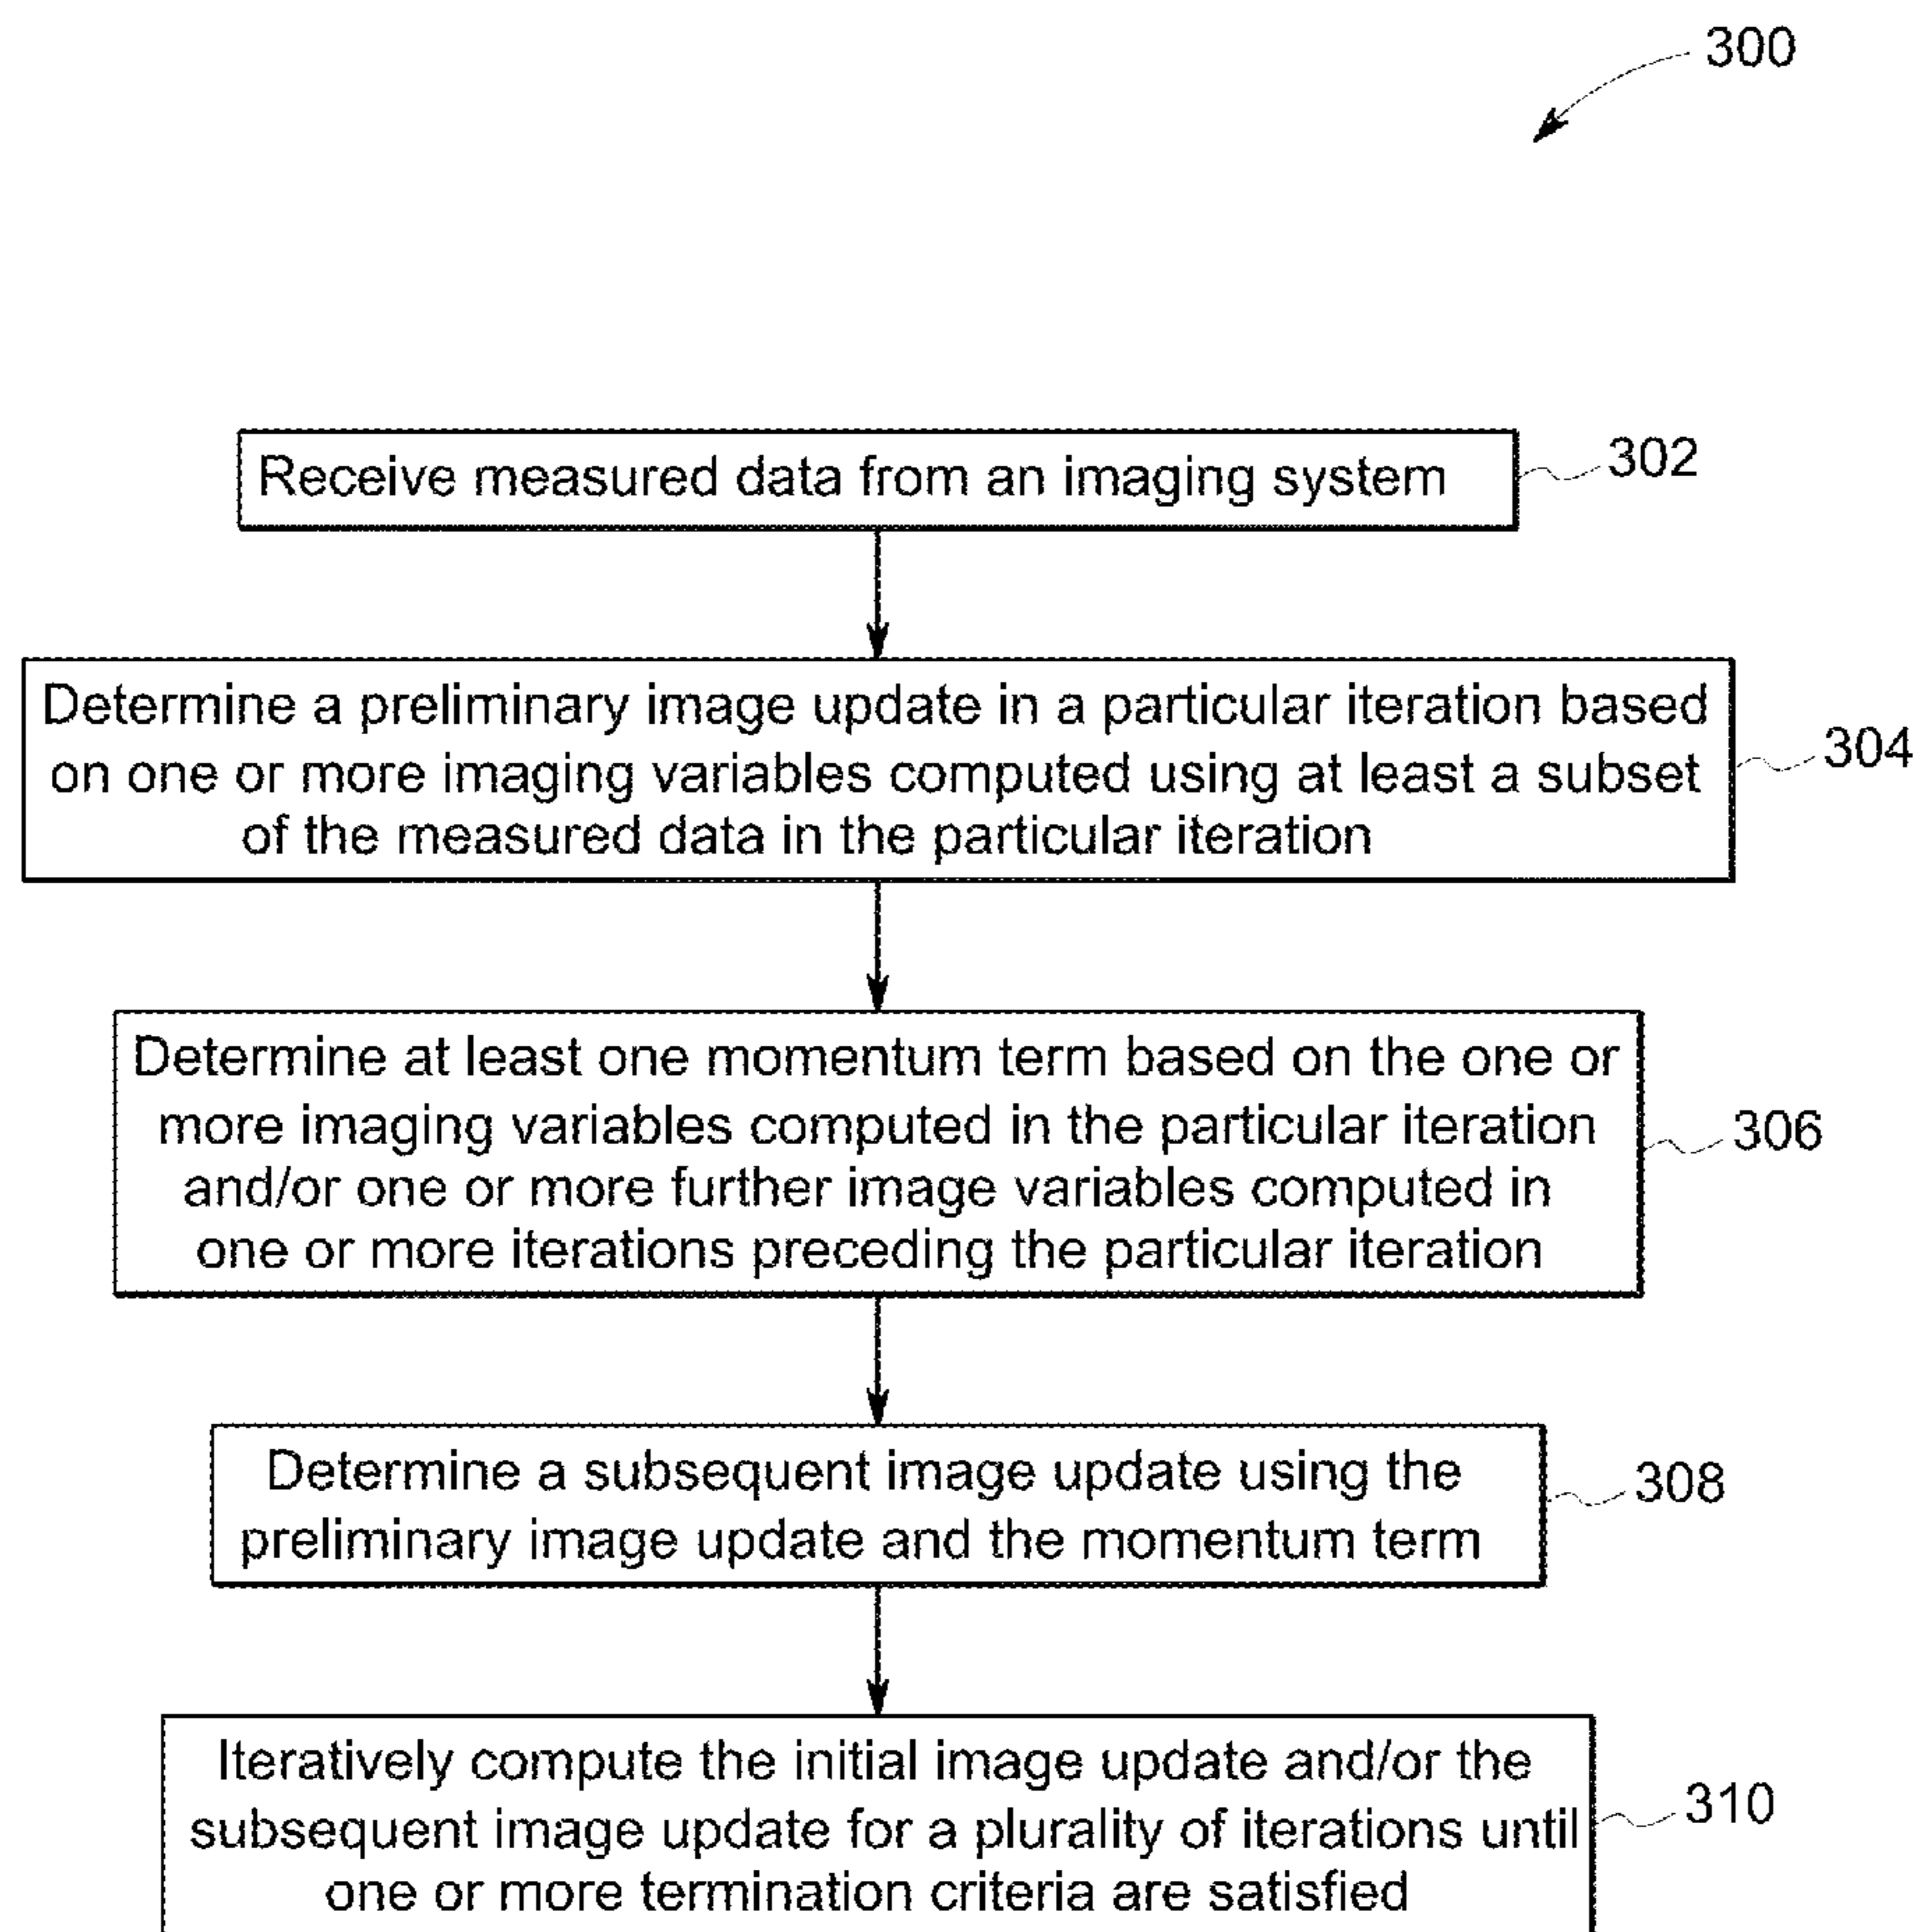 300
Receive measured data from an imaging system
302
Determine a preliminary image update in a particular iteration based
on one or more imaging variables computed using at least a subset
of the measured data in the particular iteration
304
Determine at least one momentum term based on the one or
more imaging variables computed in the particular iteration
and/or one or more further image variables computed in
one or more iterations preceding the particular iteration
306
Determine a subsequent image update using the
preliminary image update and the momentum term
308
Iteratively compute the initial image update and/or the
subsequent image update for a plurality of iterations until
one or more termination criteria are satisfied
310